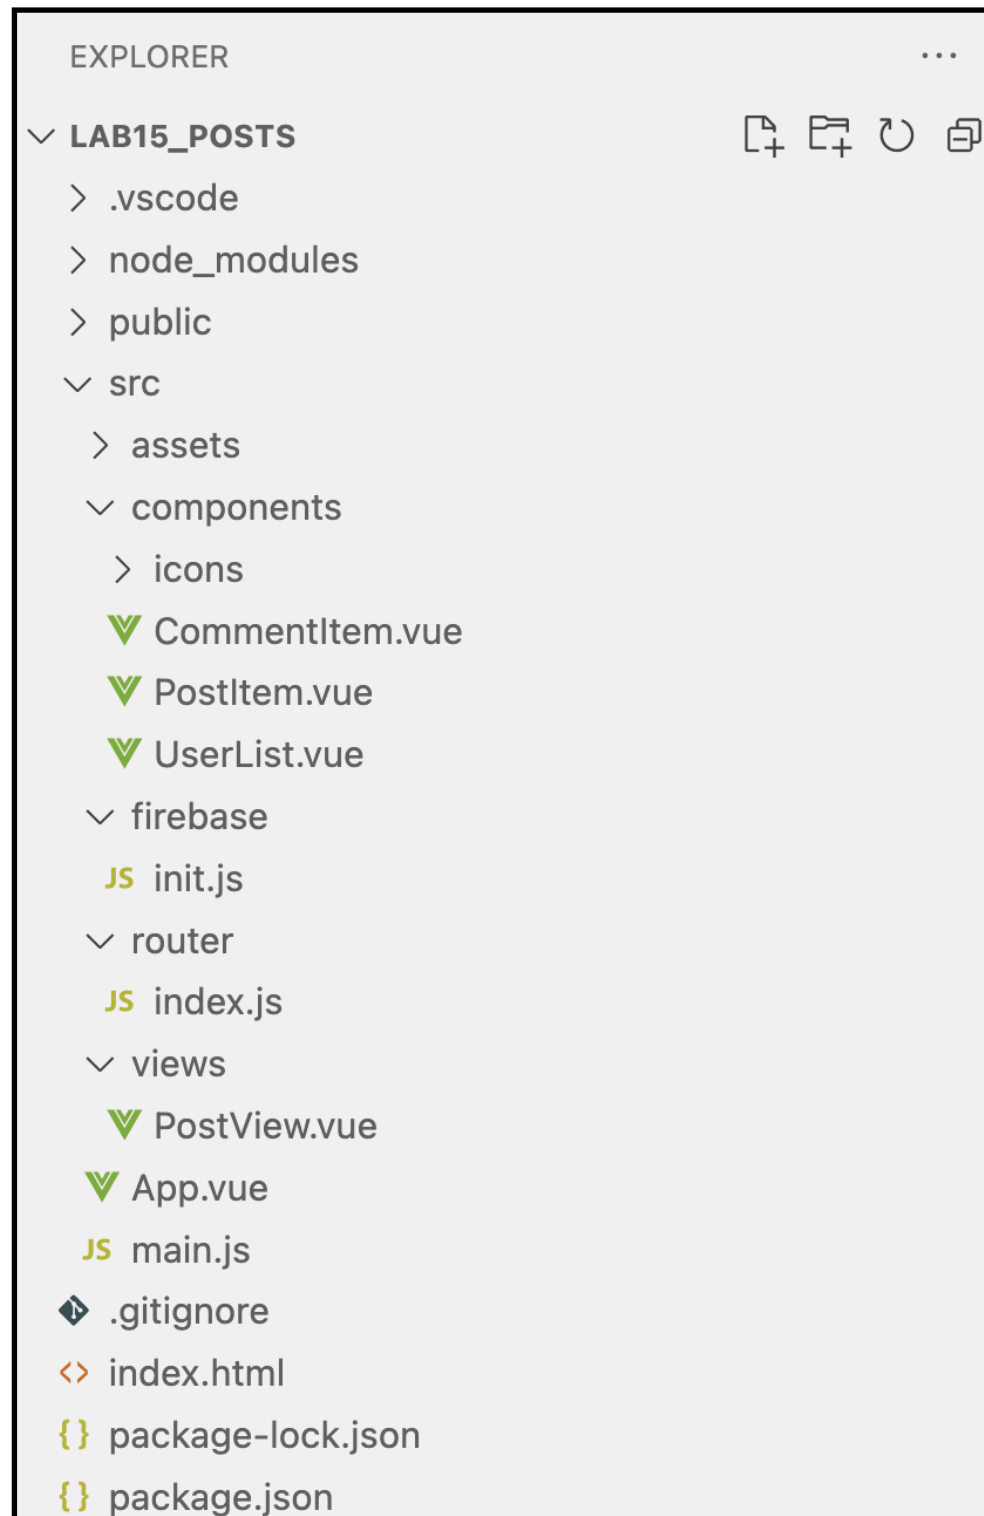 EXPLORER
LAB15_POSTS
.vscode
node_modules
public
src
assets
components
icons
CommentItem.vue
PostItem.vue
UserList.vue
firebase
JS init.js
router
JS index.js
views
PostView.vue
App.vue
JS main.js
.gitignore
<> index.html
{} package-lock.json
{} package.json